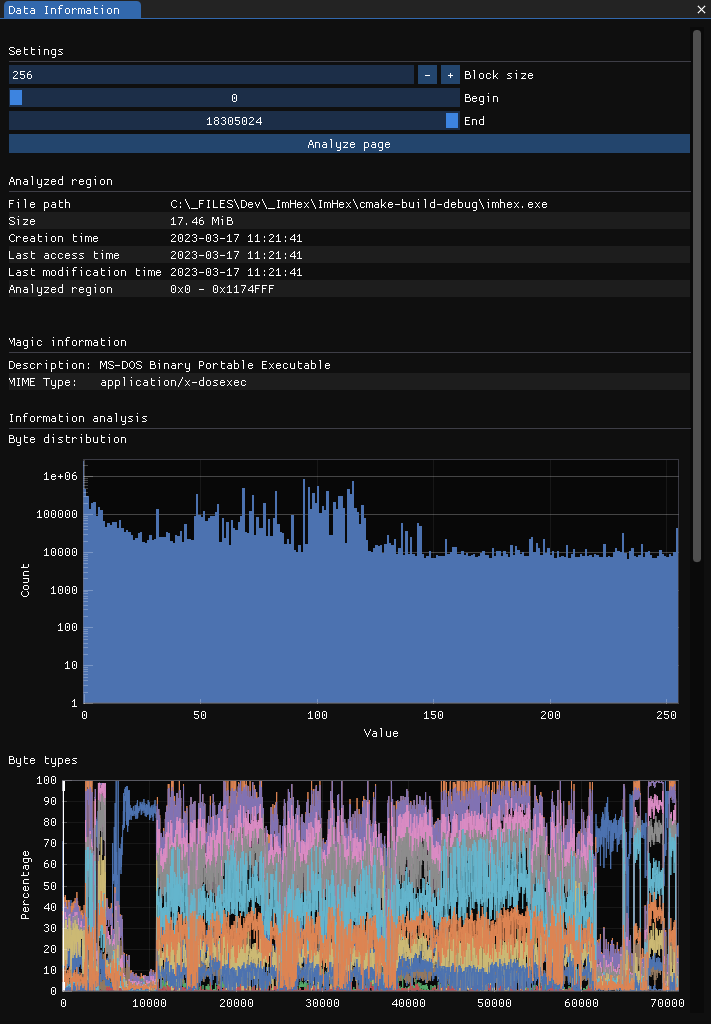 Data Information
Settings
256 - + Block size
0 Begin
18305024 End
Analyze page
Analyzed region
File path C:\_FILES\Dev\_ImHex\ImHex\cmake-build-debug\imhex.exe
Size 17.46 MiB
Creation time 2023-03-17 11:21:41
Last access time 2023-03-17 11:21:41
Last modification time 2023-03-17 11:21:41
Analyzed region 0x0 - 0x1174FFF
Magic information
Description: MS-DOS Binary Portable Executable
MIME Type: application/x-dosexec
Information analysis
Byte distribution
1e+06
100000
10000
1000
100
10
1
Count
0 50 100 150 200 250
Value
Byte types
100
90
80
70
60
50
40
30
20
10
0
Percentage
0 10000 20000 30000 40000 50000 60000 70000